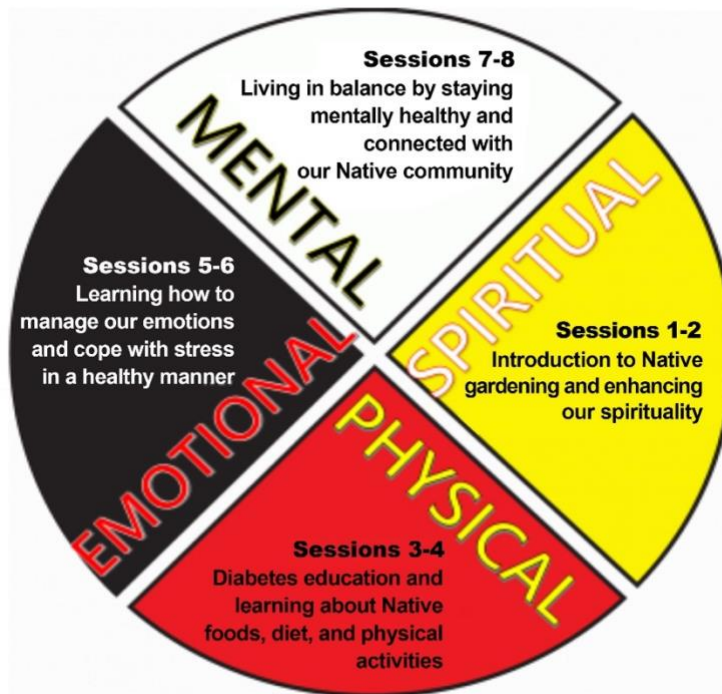 Sessions 7-8
Living in balance by staying
mentally healthy and
connected with
our Native community
MENTAL
SPIRITUAL
Sessions 1-2
Introduction to Native
gardening and enhancing
our spirituality
PHYSICAL
Sessions 3-4
Diabetes education and
learning about Native
foods, diet, and physical
activities
EMOTIONAL
Sessions 5-6
Learning how to
manage our emotions
and cope with stress
in a healthy manner